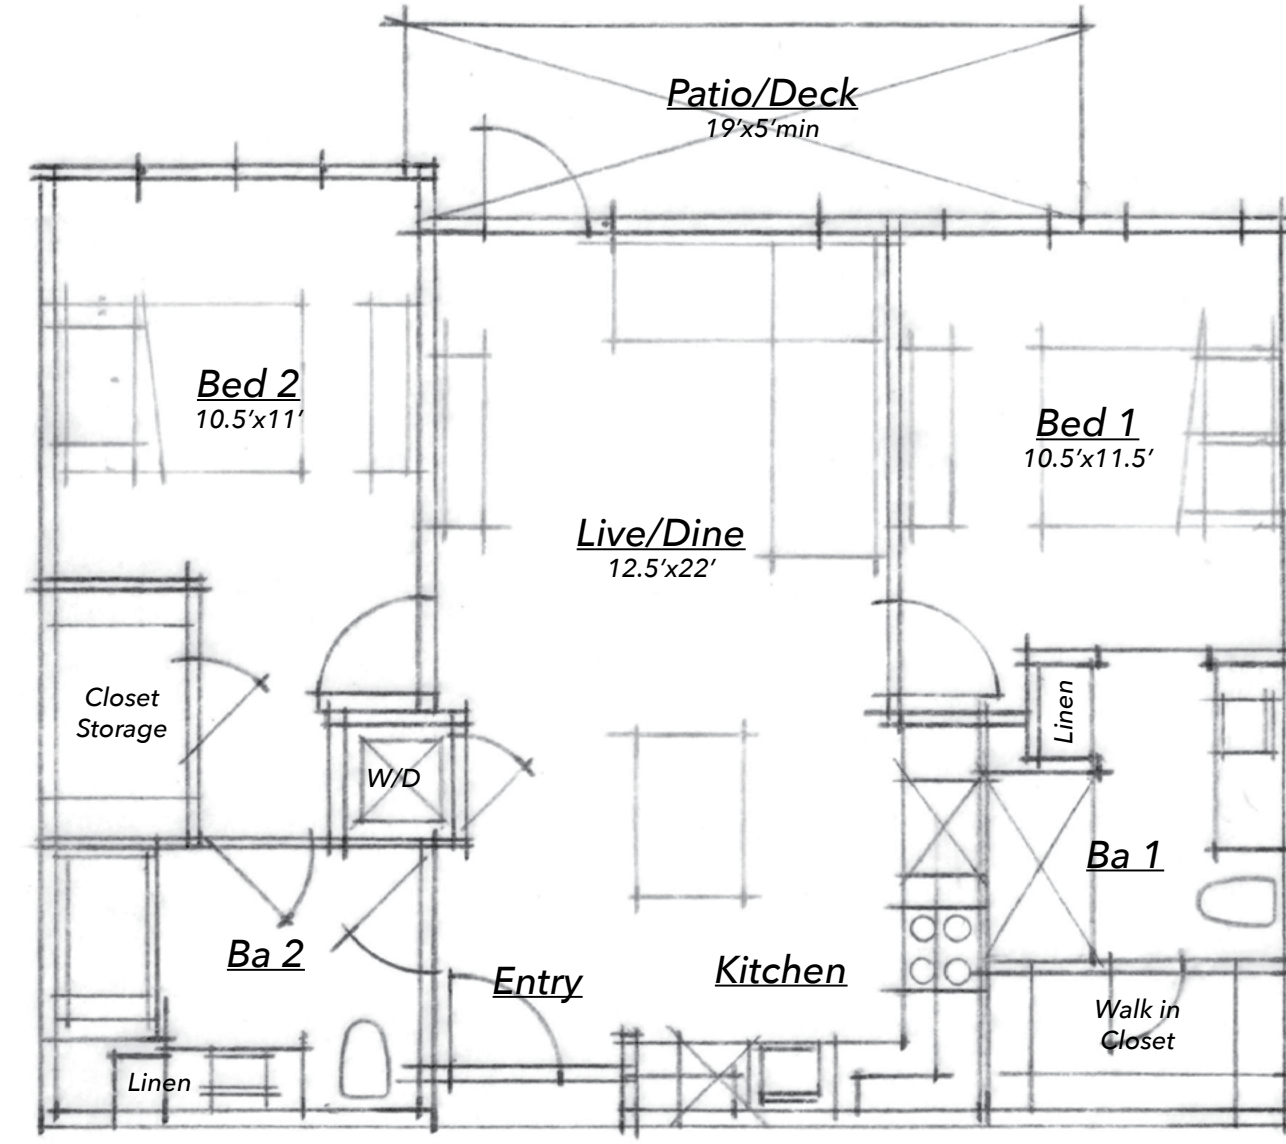 Patio/Deck
19’x5’min
Bed 2
10.5’x11’
Bed 1
10.5’x11.5’
Live/Dine
12.5’x22’
Closet
Storage
Linen
W/D
Ba 1
Ba 2
Entry
Kitchen
Walk in
Closet
Linen